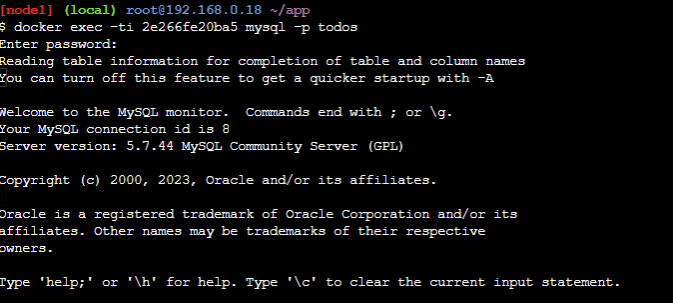 [node1] (local) root@192.168.0.18 ~/app
$ docker exec -ti 2e266fe20ba5 mysql -p todos
Enter password:
Reading table information for completion of table and column names
You can turn off this feature to get a quicker startup with -A
Welcome to the MySQL monitor.  Commands end with ; or \g.
Your MySQL connection id is 8
Server version: 5.7.44 MySQL Community Server (GPL)
Copyright (c) 2000, 2023, Oracle and/or its affiliates.
Oracle is a registered trademark of Oracle Corporation and/or its
affiliates. Other names may be trademarks of their respective
owners.
Type 'help;' or '\h' for help. Type '\c' to clear the current input statement.